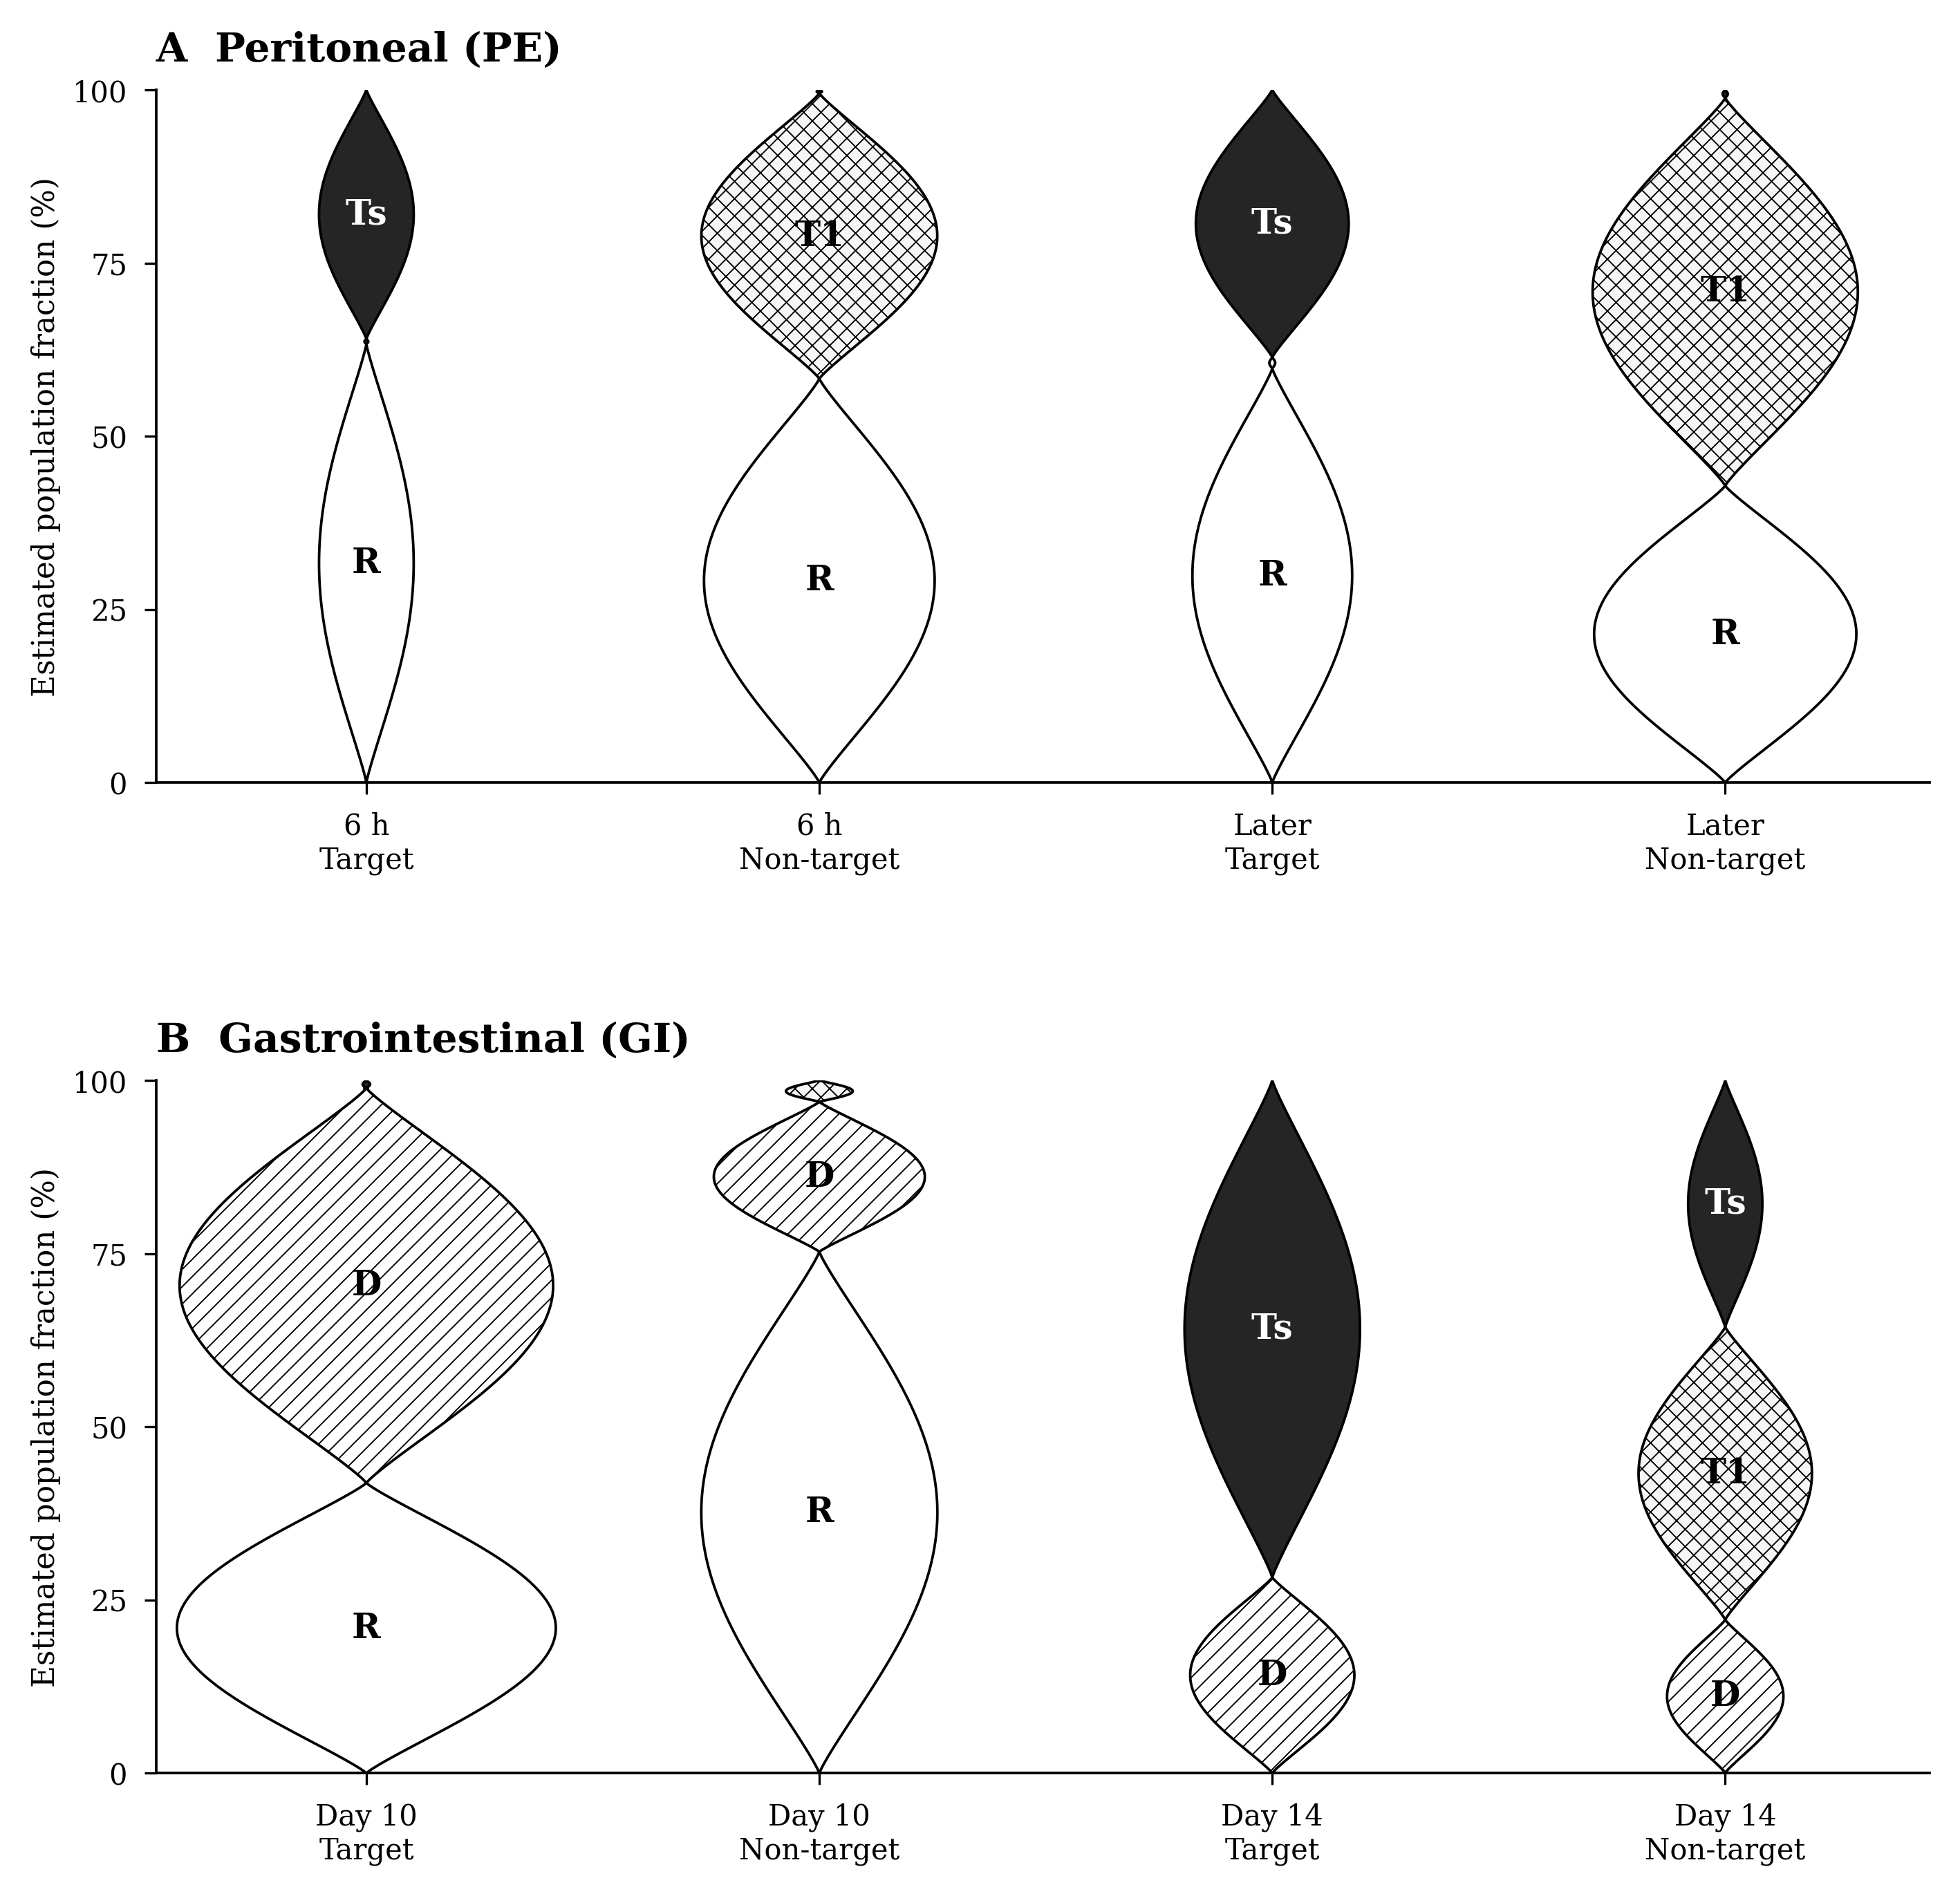 A Peritoneal (PE)
Estimated population fraction (%)
100
75
50
25
0
Ts
R
T1
R
Ts
R
T1
R
6 h
Target
6 h
Non-target
Later
Target
Later
Non-target
B Gastrointestinal (GI)
Estimated population fraction (%)
100
75
50
25
0
D
R
D
R
Ts
D
Ts
T1
D
Day 10
Target
Day 10
Non-target
Day 14
Target
Day 14
Non-target